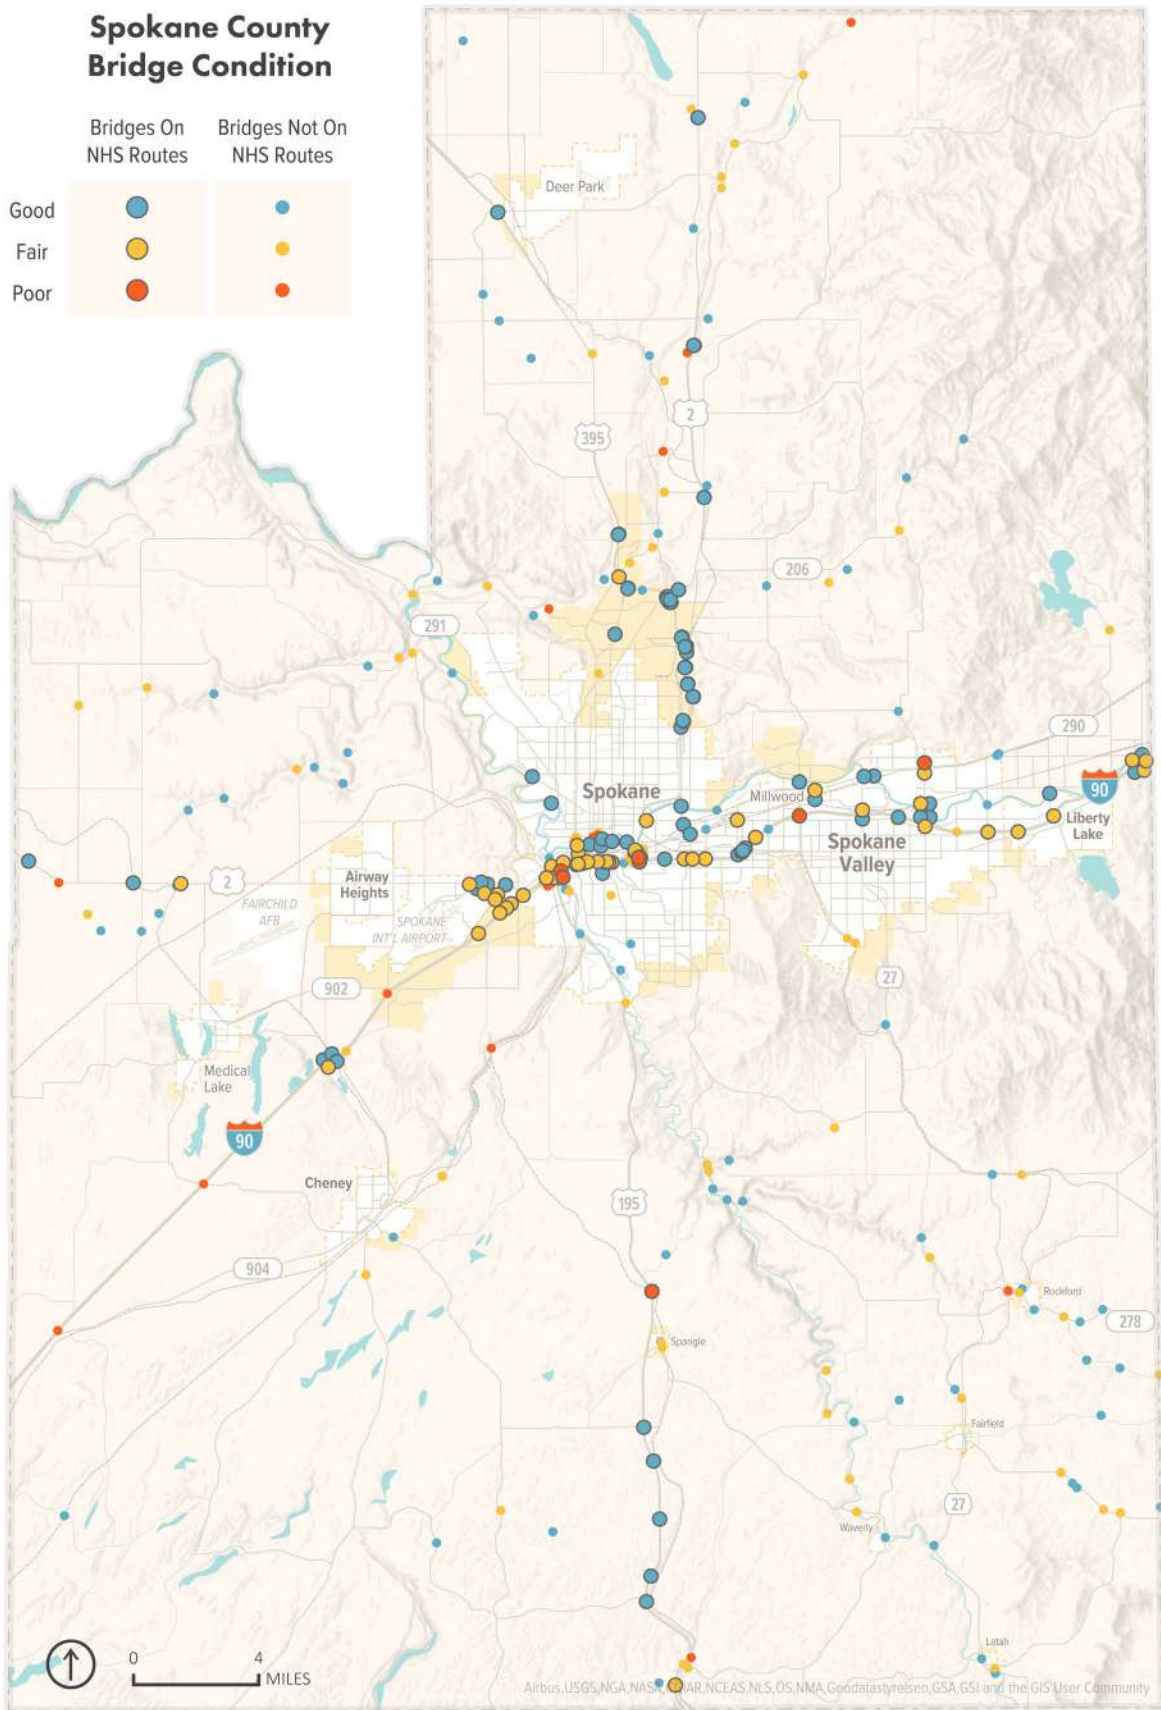 Spokane County
Bridge Condition
Bridges On
NHS Routes
Bridges Not On
NHS Routes
Good
Fair
Poor
Deer Park
2
395
206
291
290
Spokane
Millwood
90
Liberty
Lake
Spokane
Valley
2
Airway
Heights
FAIRCHILD
AFB
SPOKANE
INT'L AIRPORT
902
27
Medical
Lake
90
Cheney
195
904
Rockford
278
Spangle
Fairfield
27
Waverly
Latah
0
4
MILES
Airbus,USGS,NGA,NASA,CGIAR,NCEAS,NLS,OS,NMA,Geodatastyrelsen,GSA,GSI and the GIS User Community